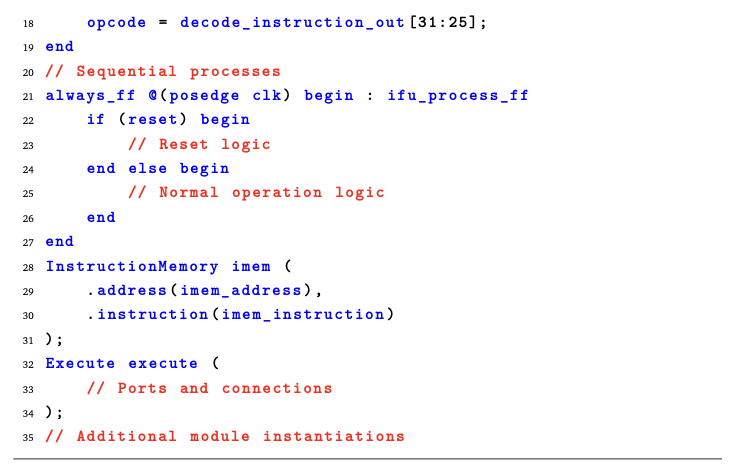 18 opcode = decode_instruction_out[31:25];
19 end
20 // Sequential processes
21 always_ff @(posedge clk) begin : ifu_process_ff
22 if (reset) begin
23 // Reset logic
24 end else begin
25 // Normal operation logic
26 end
27 end
28 InstructionMemory imem (
29 .address(imem_address),
30 .instruction(imem_instruction)
31 );
32 Execute execute (
33 // Ports and connections
34 );
35 // Additional module instantiations